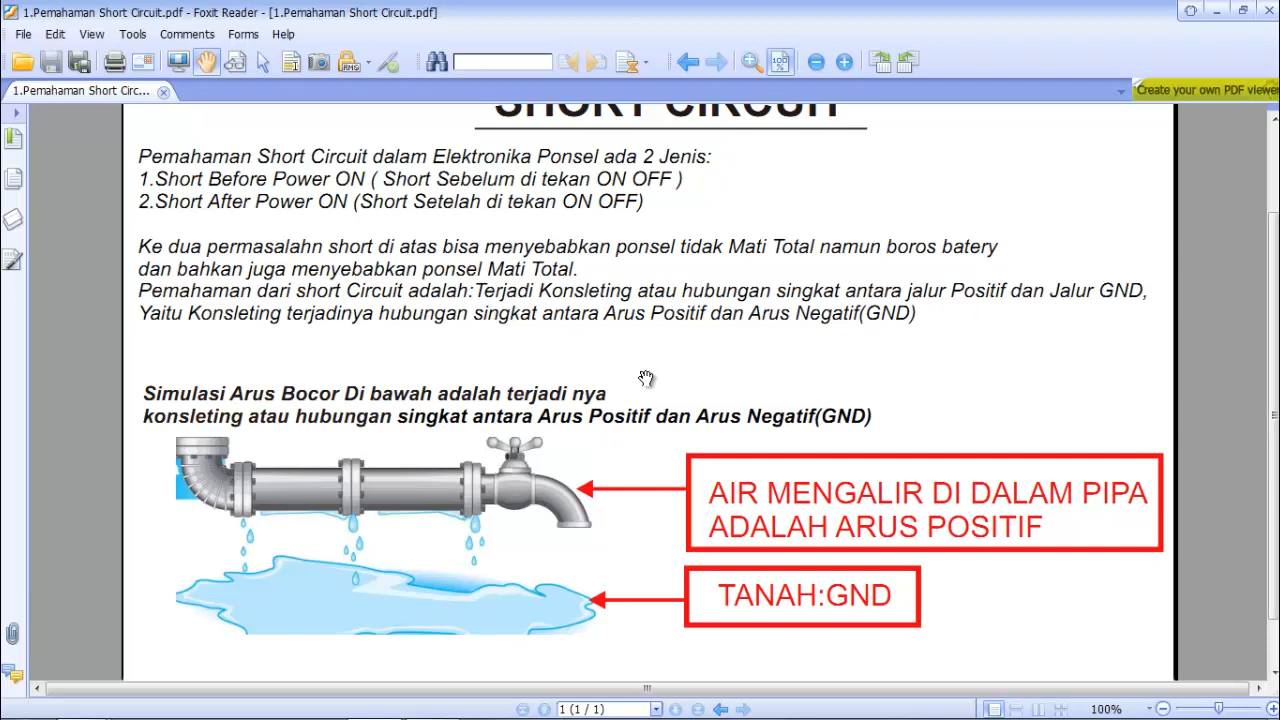 1.Pemahaman Short Circuit.pdf - Foxit Reader - [1.Pemahaman Short Circuit.pdf]
File Edit View Tools Comments Forms Help
1.Pemahaman Short Circ...
Create your own PDF viewer
SHORT CIRCUIT
Pemahaman Short Circuit dalam Elektronika Ponsel ada 2 Jenis:
1.Short Before Power ON ( Short Sebelum di tekan ON OFF )
2.Short After Power ON (Short Setelah di tekan ON OFF)
Ke dua permasalahn short di atas bisa menyebabkan ponsel tidak Mati Total namun boros batery
dan bahkan juga menyebabkan ponsel Mati Total.
Pemahaman dari short Circuit adalah:Terjadi Konsleting atau hubungan singkat antara jalur Positif dan Jalur GND,
Yaitu Konsleting terjadinya hubungan singkat antara Arus Positif dan Arus Negatif(GND)
Simulasi Arus Bocor Di bawah adalah terjadi nya
konsleting atau hubungan singkat antara Arus Positif dan Arus Negatif(GND)
AIR MENGALIR DI DALAM PIPA
ADALAH ARUS POSITIF
TANAH:GND
1 (1 / 1)
100%